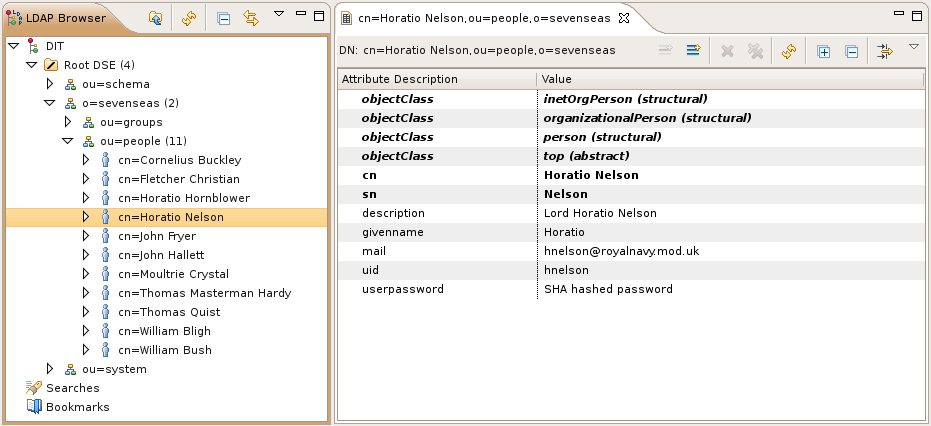 LDAP Browser
DIT
Root DSE (4)
ou=schema
o=sevenseas (2)
ou=groups
ou=people (11)
cn=Cornelius Buckley
cn=Fletcher Christian
cn=Horatio Hornblower
cn=Horatio Nelson
cn=John Fryer
cn=John Hallett
cn=Moultrie Crystal
cn=Thomas Masterman Hardy
cn=Thomas Quist
cn=William Bligh
cn=William Bush
ou=system
Searches
Bookmarks
cn=Horatio Nelson,ou=people,o=sevenseas
DN: cn=Horatio Nelson,ou=people,o=sevenseas
Attribute Description Value
objectClass inetOrgPerson (structural)
objectClass organizationalPerson (structural)
objectClass person (structural)
objectClass top (abstract)
cn Horatio Nelson
sn Nelson
description Lord Horatio Nelson
givenname Horatio
mail hnelson@royalnavy.mod.uk
uid hnelson
userpassword SHA hashed password